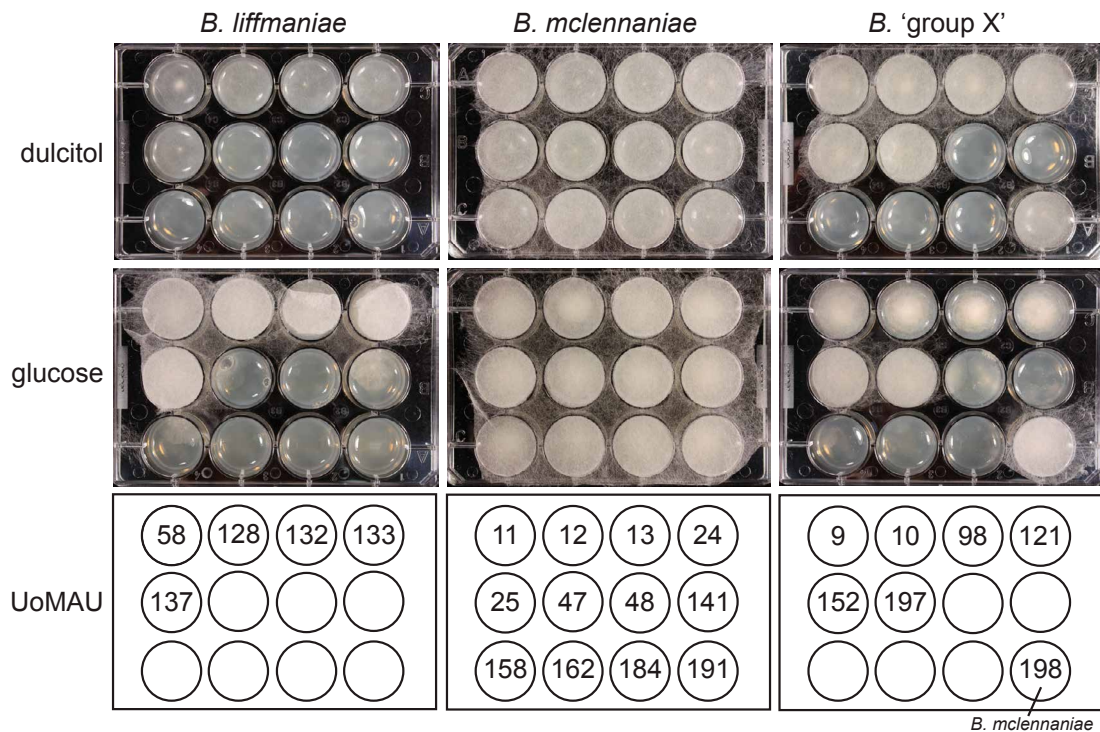 B. liffmaniae B. mclennaniae B. ‘group X’
dulcitol
A
B
C
B
A
glucose
C
UoMAU
58 128 132 133 11 12 13 24 9 10 98 121
137 25 47 48 141 152 197
158 162 184 191 198
B. mclennaniae